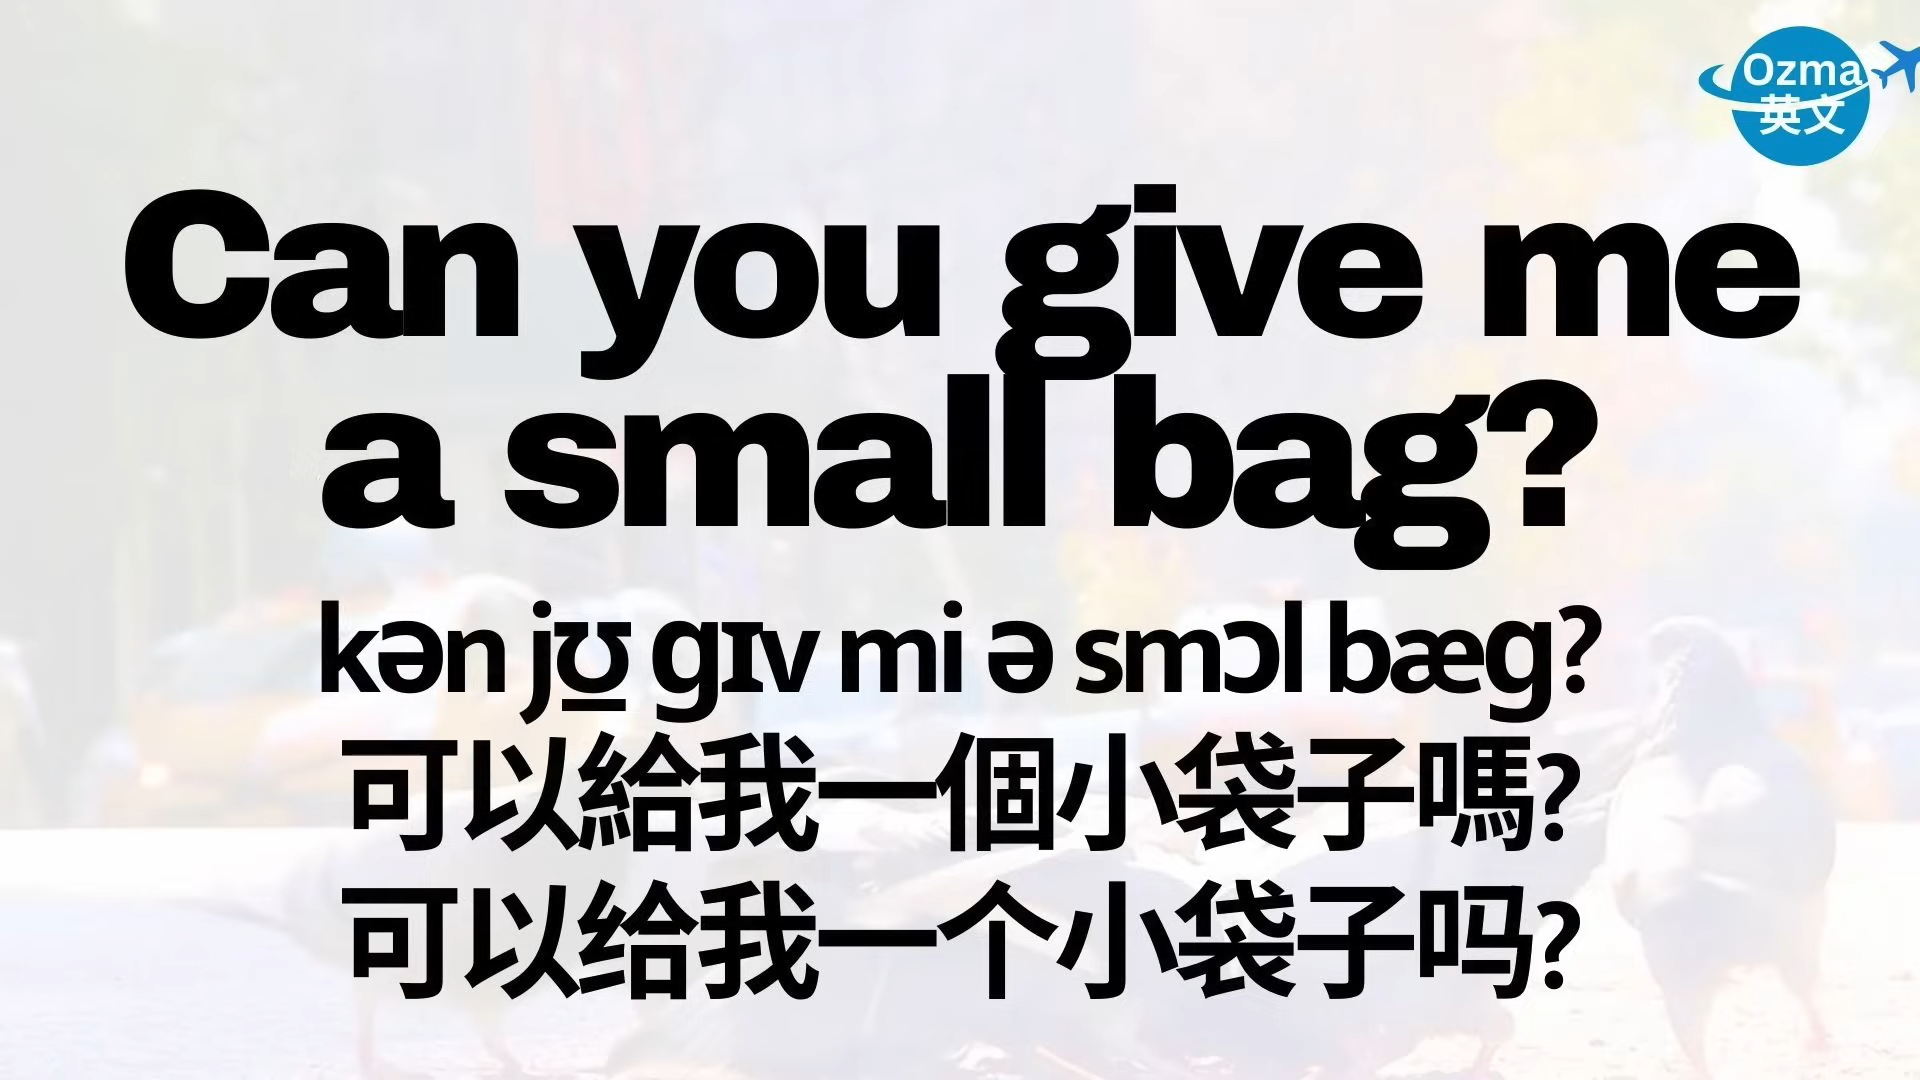 Ozma
英文
Can you give me
a small bag?
kən jʊ̲ gɪv mi ə smɔl bæg?
可以給我一個小袋子嗎?
可以给我一个小袋子吗?